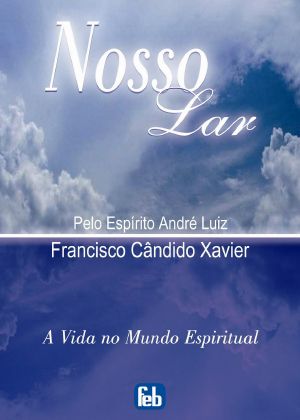 Nosso
Lar
Pelo Espírito André Luiz
Francisco Cândido Xavier
A Vida no Mundo Espiritual
feb